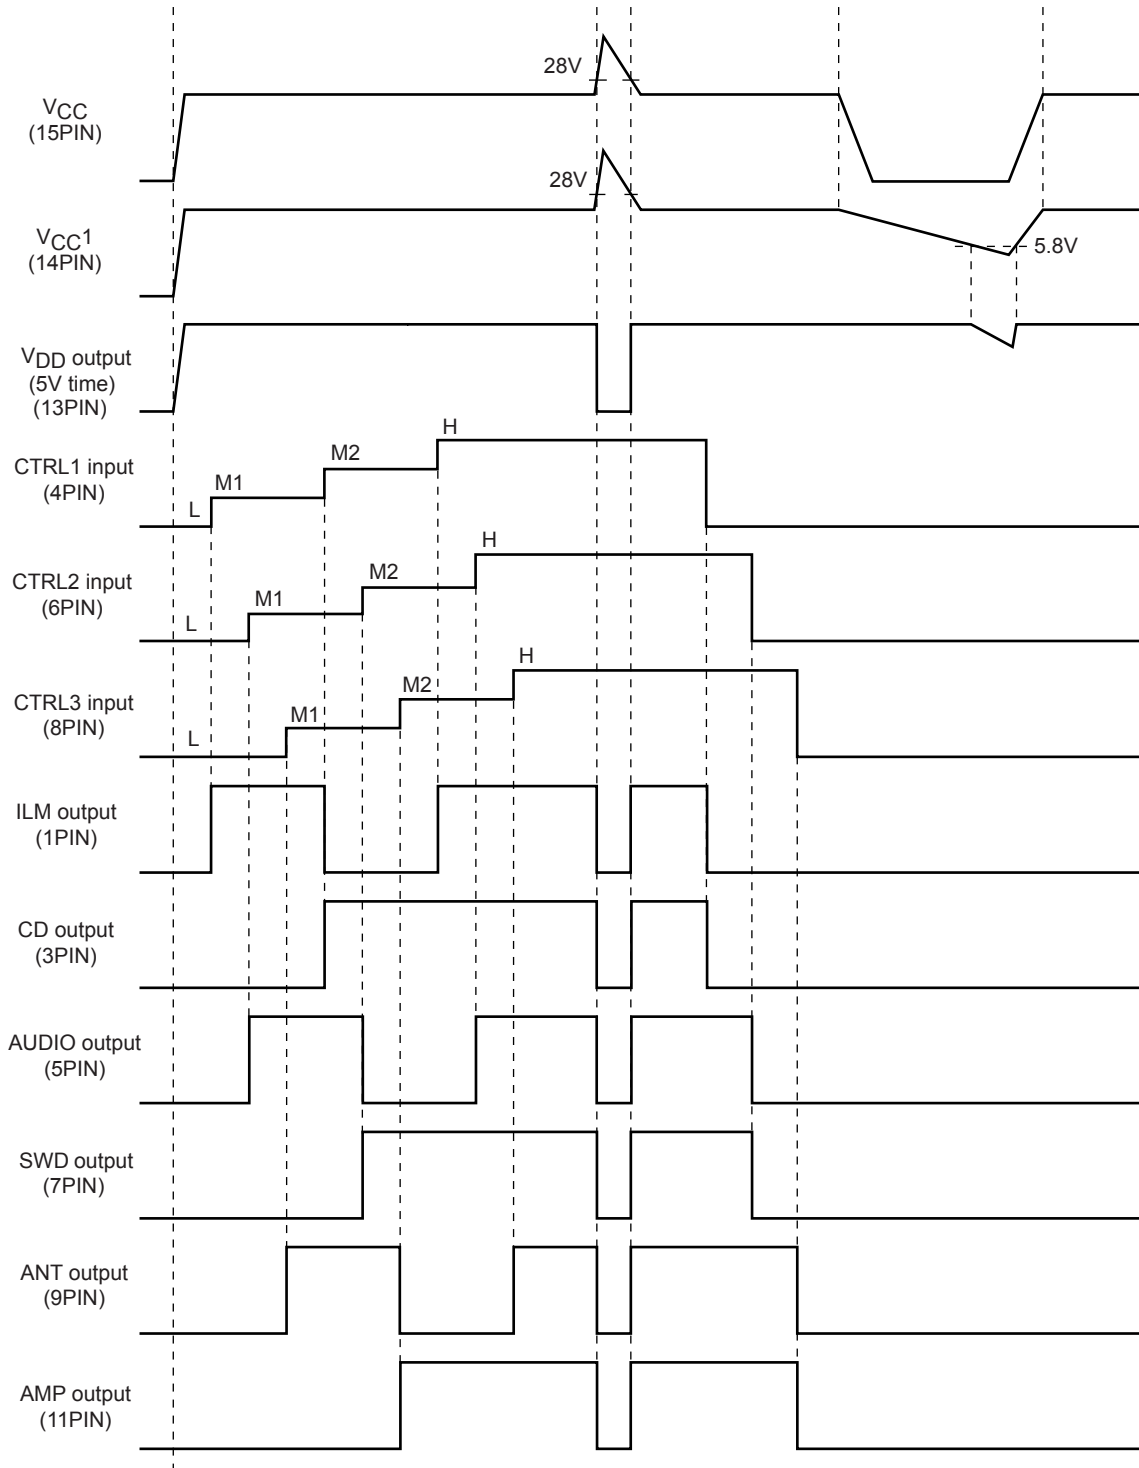 28V
VCC
(15PIN)
28V
VCC1
(14PIN)
5.8V
VDD output
(5V time)
(13PIN)
H
M2
CTRL1 input
(4PIN)
M1
L
H
M2
CTRL2 input
(6PIN)
M1
L
H
M2
CTRL3 input
(8PIN)
M1
L
ILM output
(1PIN)
CD output
(3PIN)
AUDIO output
(5PIN)
SWD output
(7PIN)
ANT output
(9PIN)
AMP output
(11PIN)